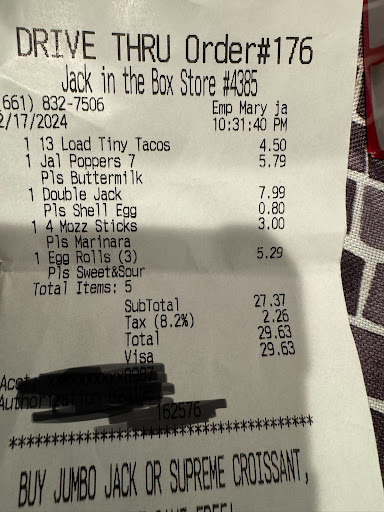 DRIVE THRU Order#176
Jack in the Box Store #4385
(661) 832-7506 Emp Mary ja
2/17/2024 10:31:40 PM
1 13 Load Tiny Tacos 4.50
1 Jal Poppers 7 5.79
Pls Buttermilk
1 Double Jack 7.99
Pls Shell Egg 0.80
1 4 Mozz Sticks 3.00
Pls Marinara
1 Egg Rolls (3) 5.29
Pls Sweet&Sour
Total Items: 5
SubTotal 27.37
Tax (8.2%) 2.26
Total 29.63
Visa 29.63
Acct
Authorization
162576
****************************************
BUY JUMBO JACK OR SUPREME CROISSANT,